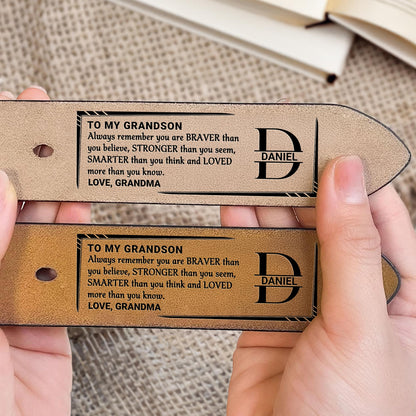 TO MY GRANDSON
Always remember you are BRAVER than
you believe, STRONGER than you seem,
SMARTER than you think and LOVED
more than you know.
LOVE, GRANDMA
D
DANIEL
TO MY GRANDSON
Always remember you are BRAVER than
you believe, STRONGER than you seem,
SMARTER than you think and LOVED
more than you know.
LOVE, GRANDMA
D
DANIEL